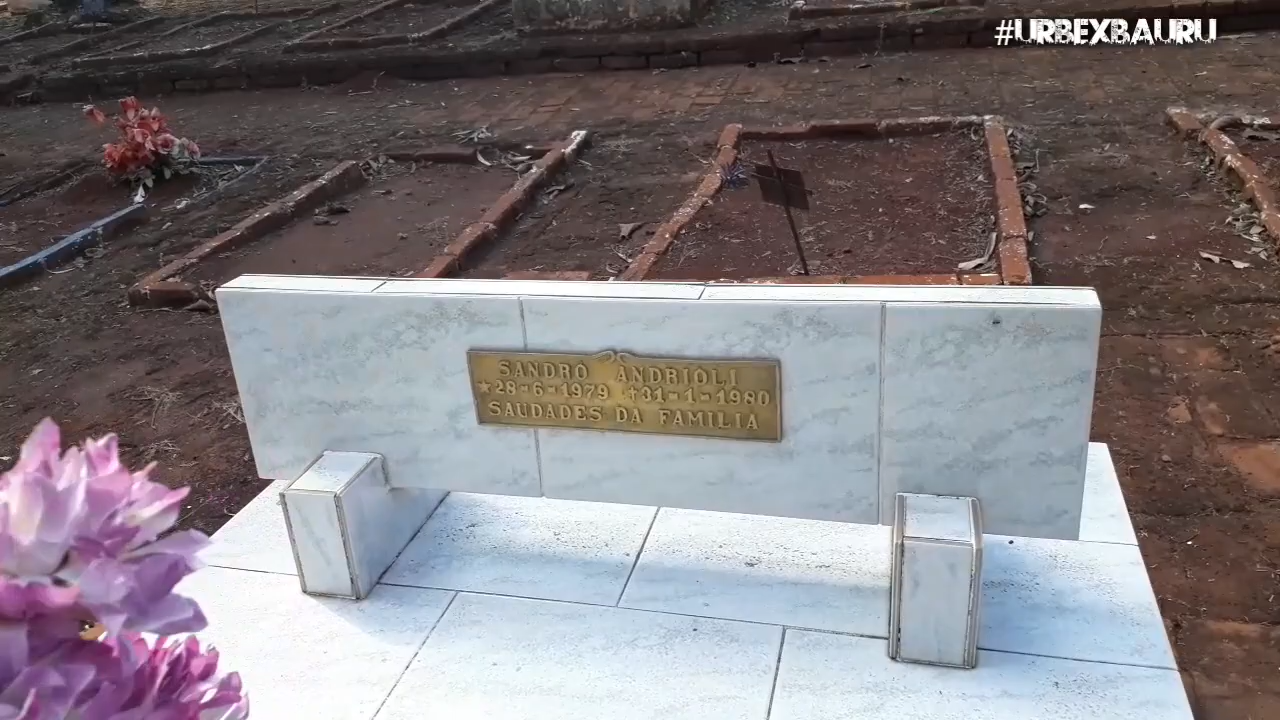 #URBEXBAURU
SANDRO ANDRIOLI
★28-6-1979 ✝31-1-1980
SAUDADES DA FAMILIA